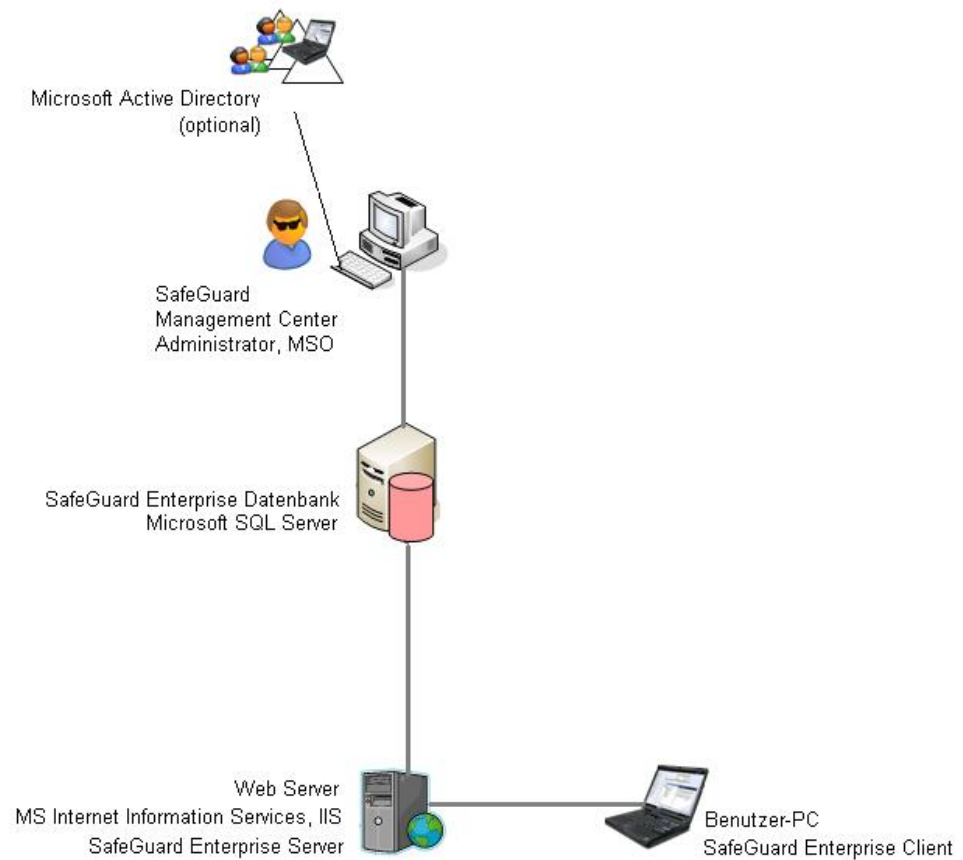 Microsoft Active Directory
(optional)
SafeGuard
Management Center
Administrator, MSO
SafeGuard Enterprise Datenbank
Microsoft SQL Server
Web Server
MS Internet Information Services, IIS
SafeGuard Enterprise Server
Benutzer-PC
SafeGuard Enterprise Client